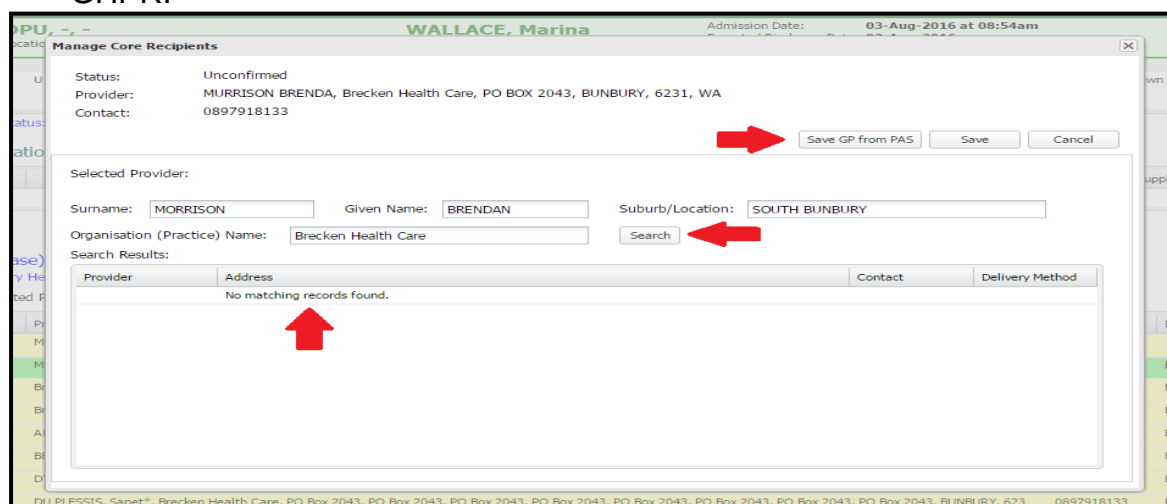 OPU, -, - WALLACE, Marina Admission Date: 03-Aug-2016 at 08:54am
Manage Core Recipients
Status: Unconfirmed
Provider: MURRISON BRENDA, Brecken Health Care, PO BOX 2043, BUNBURY, 6231, WA
Contact: 0897918133
Save GP from PAS Save Cancel
Selected Provider:
Surname: MORRISON Given Name: BRENDAN Suburb/Location: SOUTH BUNBURY
Organisation (Practice) Name: Brecken Health Care Search
Search Results:
Provider Address Contact Delivery Method
No matching records found.
DU PLESSIS, Sanet*, Brecken Health Care, PO Box 2043, PO Box 2043, PO Box 2043, PO Box 2043, PO Box 2043, PO Box 2043, PO Box 2043, BUNBURY, 623 0897918133